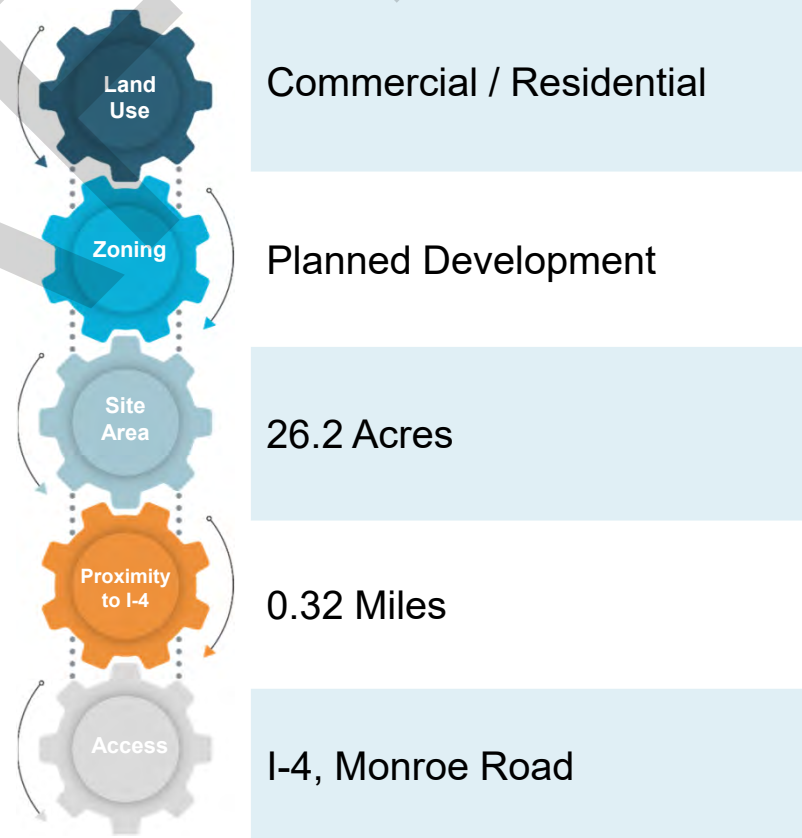 Land
Use
Commercial / Residential
Zoning
Planned Development
Site
Area
26.2 Acres
Proximity
to I-4
0.32 Miles
Access
I-4, Monroe Road